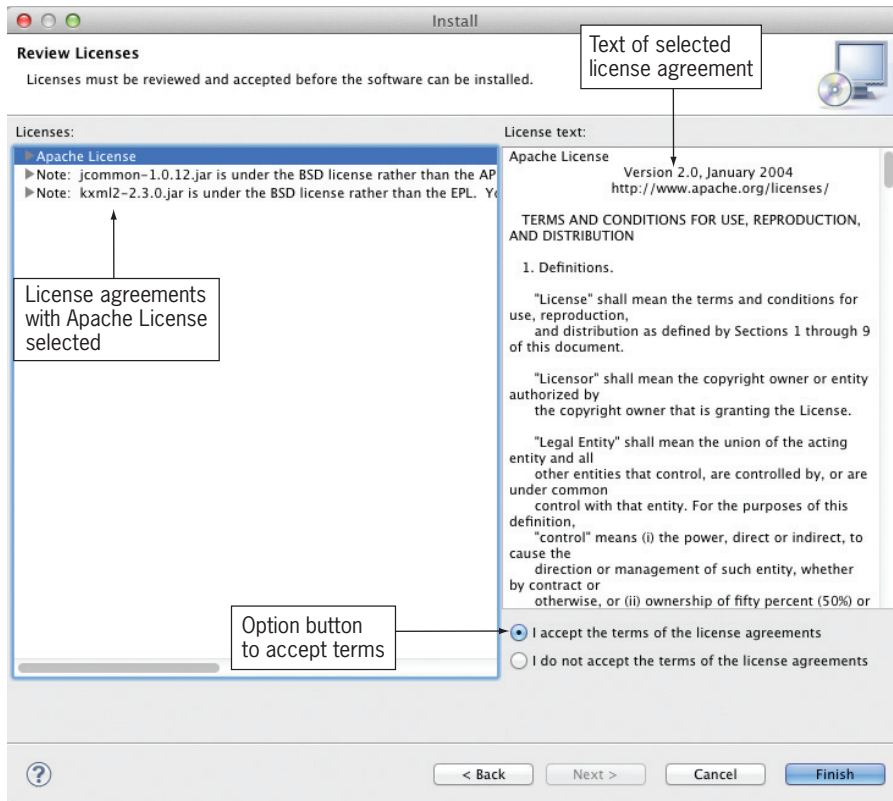 Install
Review Licenses
Licenses must be reviewed and accepted before the software can be installed.
Text of selected
license agreement
Licenses:
Apache License
Note: jcommon-1.0.12.jar is under the BSD license rather than the AP
Note: kxml2-2.3.0.jar is under the BSD license rather than the EPL. Yo
License agreements
with Apache License
selected
License text:
Apache License
Version 2.0, January 2004
http://www.apache.org/licenses/
TERMS AND CONDITIONS FOR USE, REPRODUCTION,
AND DISTRIBUTION
1. Definitions.
"License" shall mean the terms and conditions for
use, reproduction,
and distribution as defined by Sections 1 through 9
of this document.
"Licensor" shall mean the copyright owner or entity
authorized by
the copyright owner that is granting the License.
"Legal Entity" shall mean the union of the acting
entity and all
other entities that control, are controlled by, or are
under common
control with that entity. For the purposes of this
definition,
"control" means (i) the power, direct or indirect, to
cause the
direction or management of such entity, whether
by contract or
otherwise, or (ii) ownership of fifty percent (50%) or
Option button
to accept terms
I accept the terms of the license agreements
I do not accept the terms of the license agreements
?
< Back
Next >
Cancel
Finish